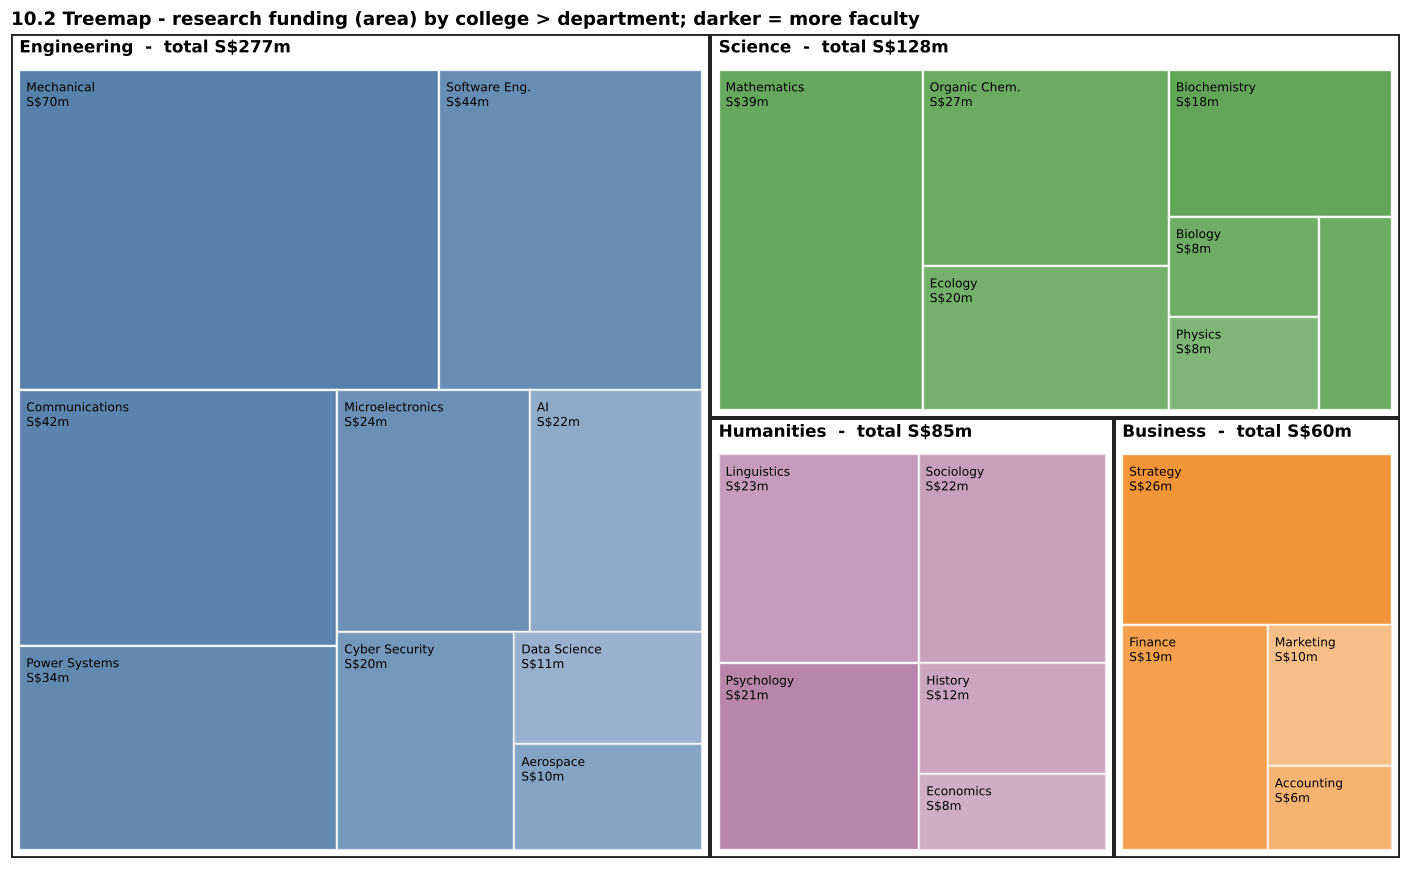 10.2 Treemap - research funding (area) by college > department; darker = more faculty
Engineering - total S$277m
Mechanical
S$70m
Software Eng.
S$44m
Communications
S$42m
Microelectronics
S$24m
AI
S$22m
Power Systems
S$34m
Cyber Security
S$20m
Data Science
S$11m
Aerospace
S$10m
Science - total S$128m
Mathematics
S$39m
Organic Chem.
S$27m
Biochemistry
S$18m
Ecology
S$20m
Biology
S$8m
Physics
S$8m
Humanities - total S$85m
Linguistics
S$23m
Sociology
S$22m
Psychology
S$21m
History
S$12m
Economics
S$8m
Business - total S$60m
Strategy
S$26m
Finance
S$19m
Marketing
S$10m
Accounting
S$6m